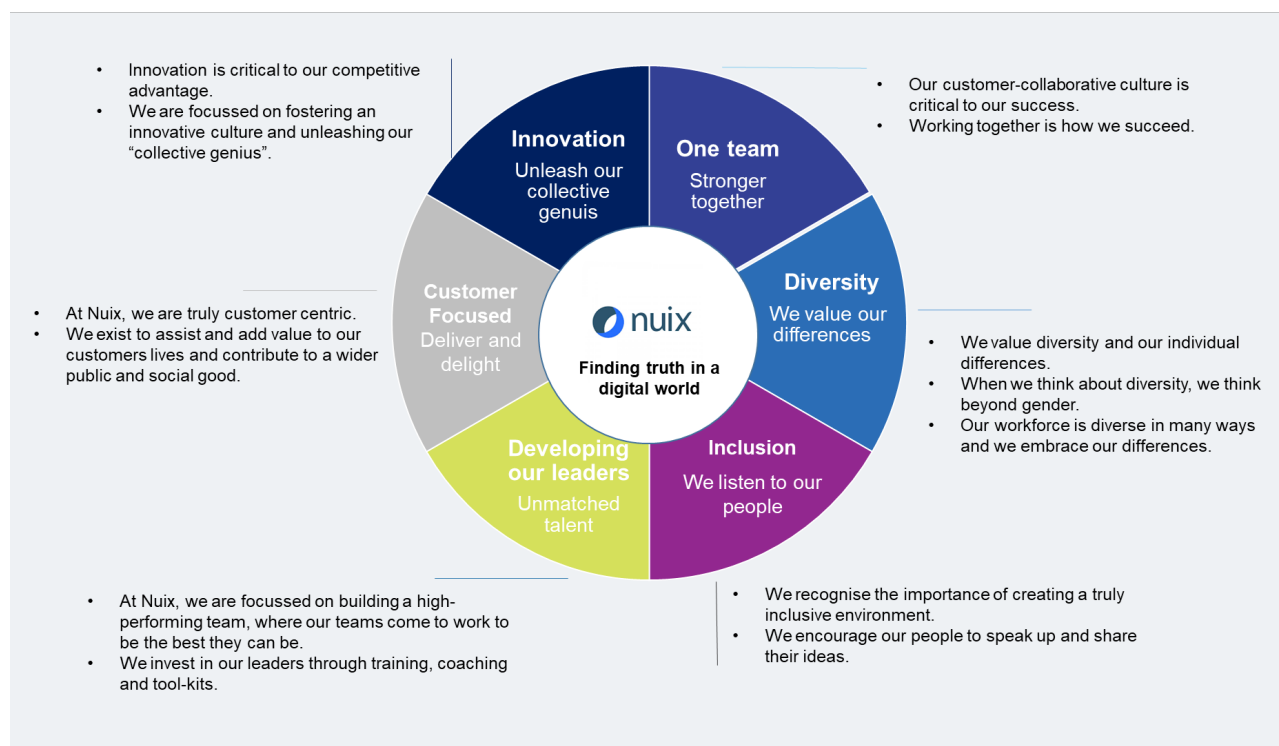 • Innovation is critical to our competitive
advantage.
• We are focussed on fostering an
innovative culture and unleashing our
“collective genius”.
Innovation
Unleash our
collective
genuis
One team
Stronger
together
• Our customer-collaborative culture is
critical to our success.
• Working together is how we succeed.
• At Nuix, we are truly customer centric.
• We exist to assist and add value to our
customers lives and contribute to a wider
public and social good.
Customer
Focused
Deliver and
delight
nuix
Finding truth in a
digital world
Diversity
We value our
differences
• We value diversity and our individual
differences.
• When we think about diversity, we think
beyond gender.
• Our workforce is diverse in many ways
and we embrace our differences.
Developing
our leaders
Unmatched
talent
Inclusion
We listen to our
people
• At Nuix, we are focussed on building a high-
performing team, where our teams come to work to
be the best they can be.
• We invest in our leaders through training, coaching
and tool-kits.
• We recognise the importance of creating a truly
inclusive environment.
• We encourage our people to speak up and share
their ideas.